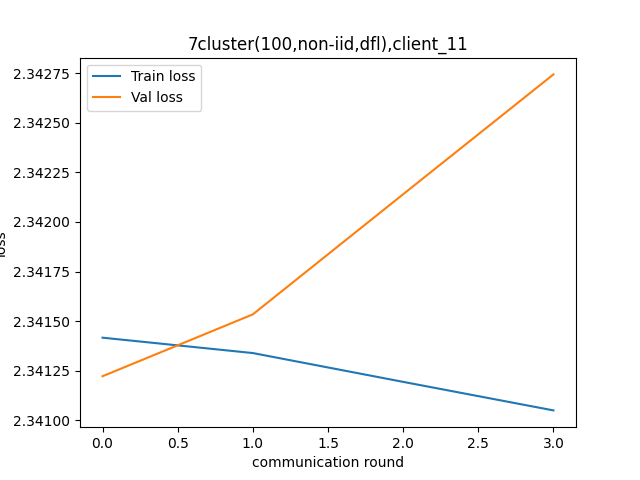 7cluster(100,non-iid,dfl),client_11
Train loss
Val loss
2.34275
2.34250
2.34225
2.34200
2.34175
2.34150
2.34125
2.34100
loss
0.0 0.5 1.0 1.5 2.0 2.5 3.0
communication round